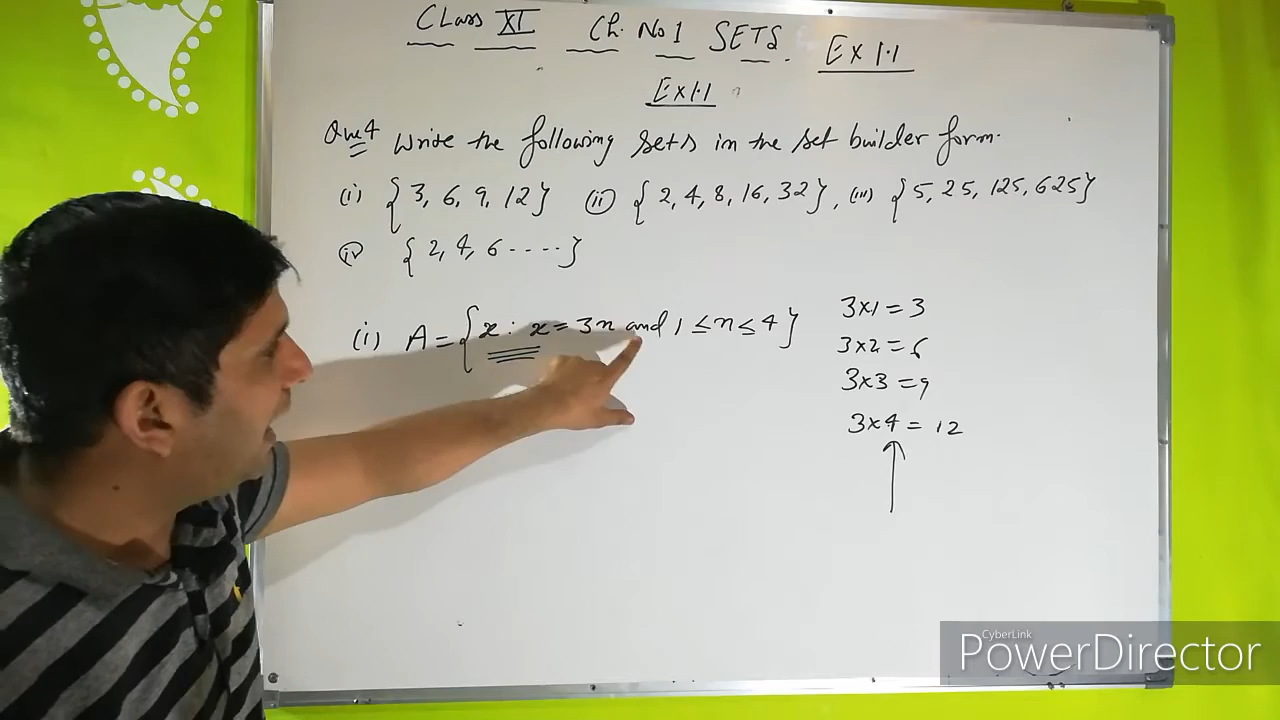 Class XI Ch. No 1 SETS. Ex 1.1
Ex 1.1
Que 4 Write the following sets in the set builder form.
(i) {3, 6, 9, 12} (ii) {2, 4, 8, 16, 32}, (iii) {5, 25, 125, 625}
(iv) {2, 4, 6 ----}
(i) A = {x : x = 3n and 1 ≤ n ≤ 4}
3×1 = 3
3×2 = 6
3×3 = 9
3×4 = 12
CyberLink
PowerDirector